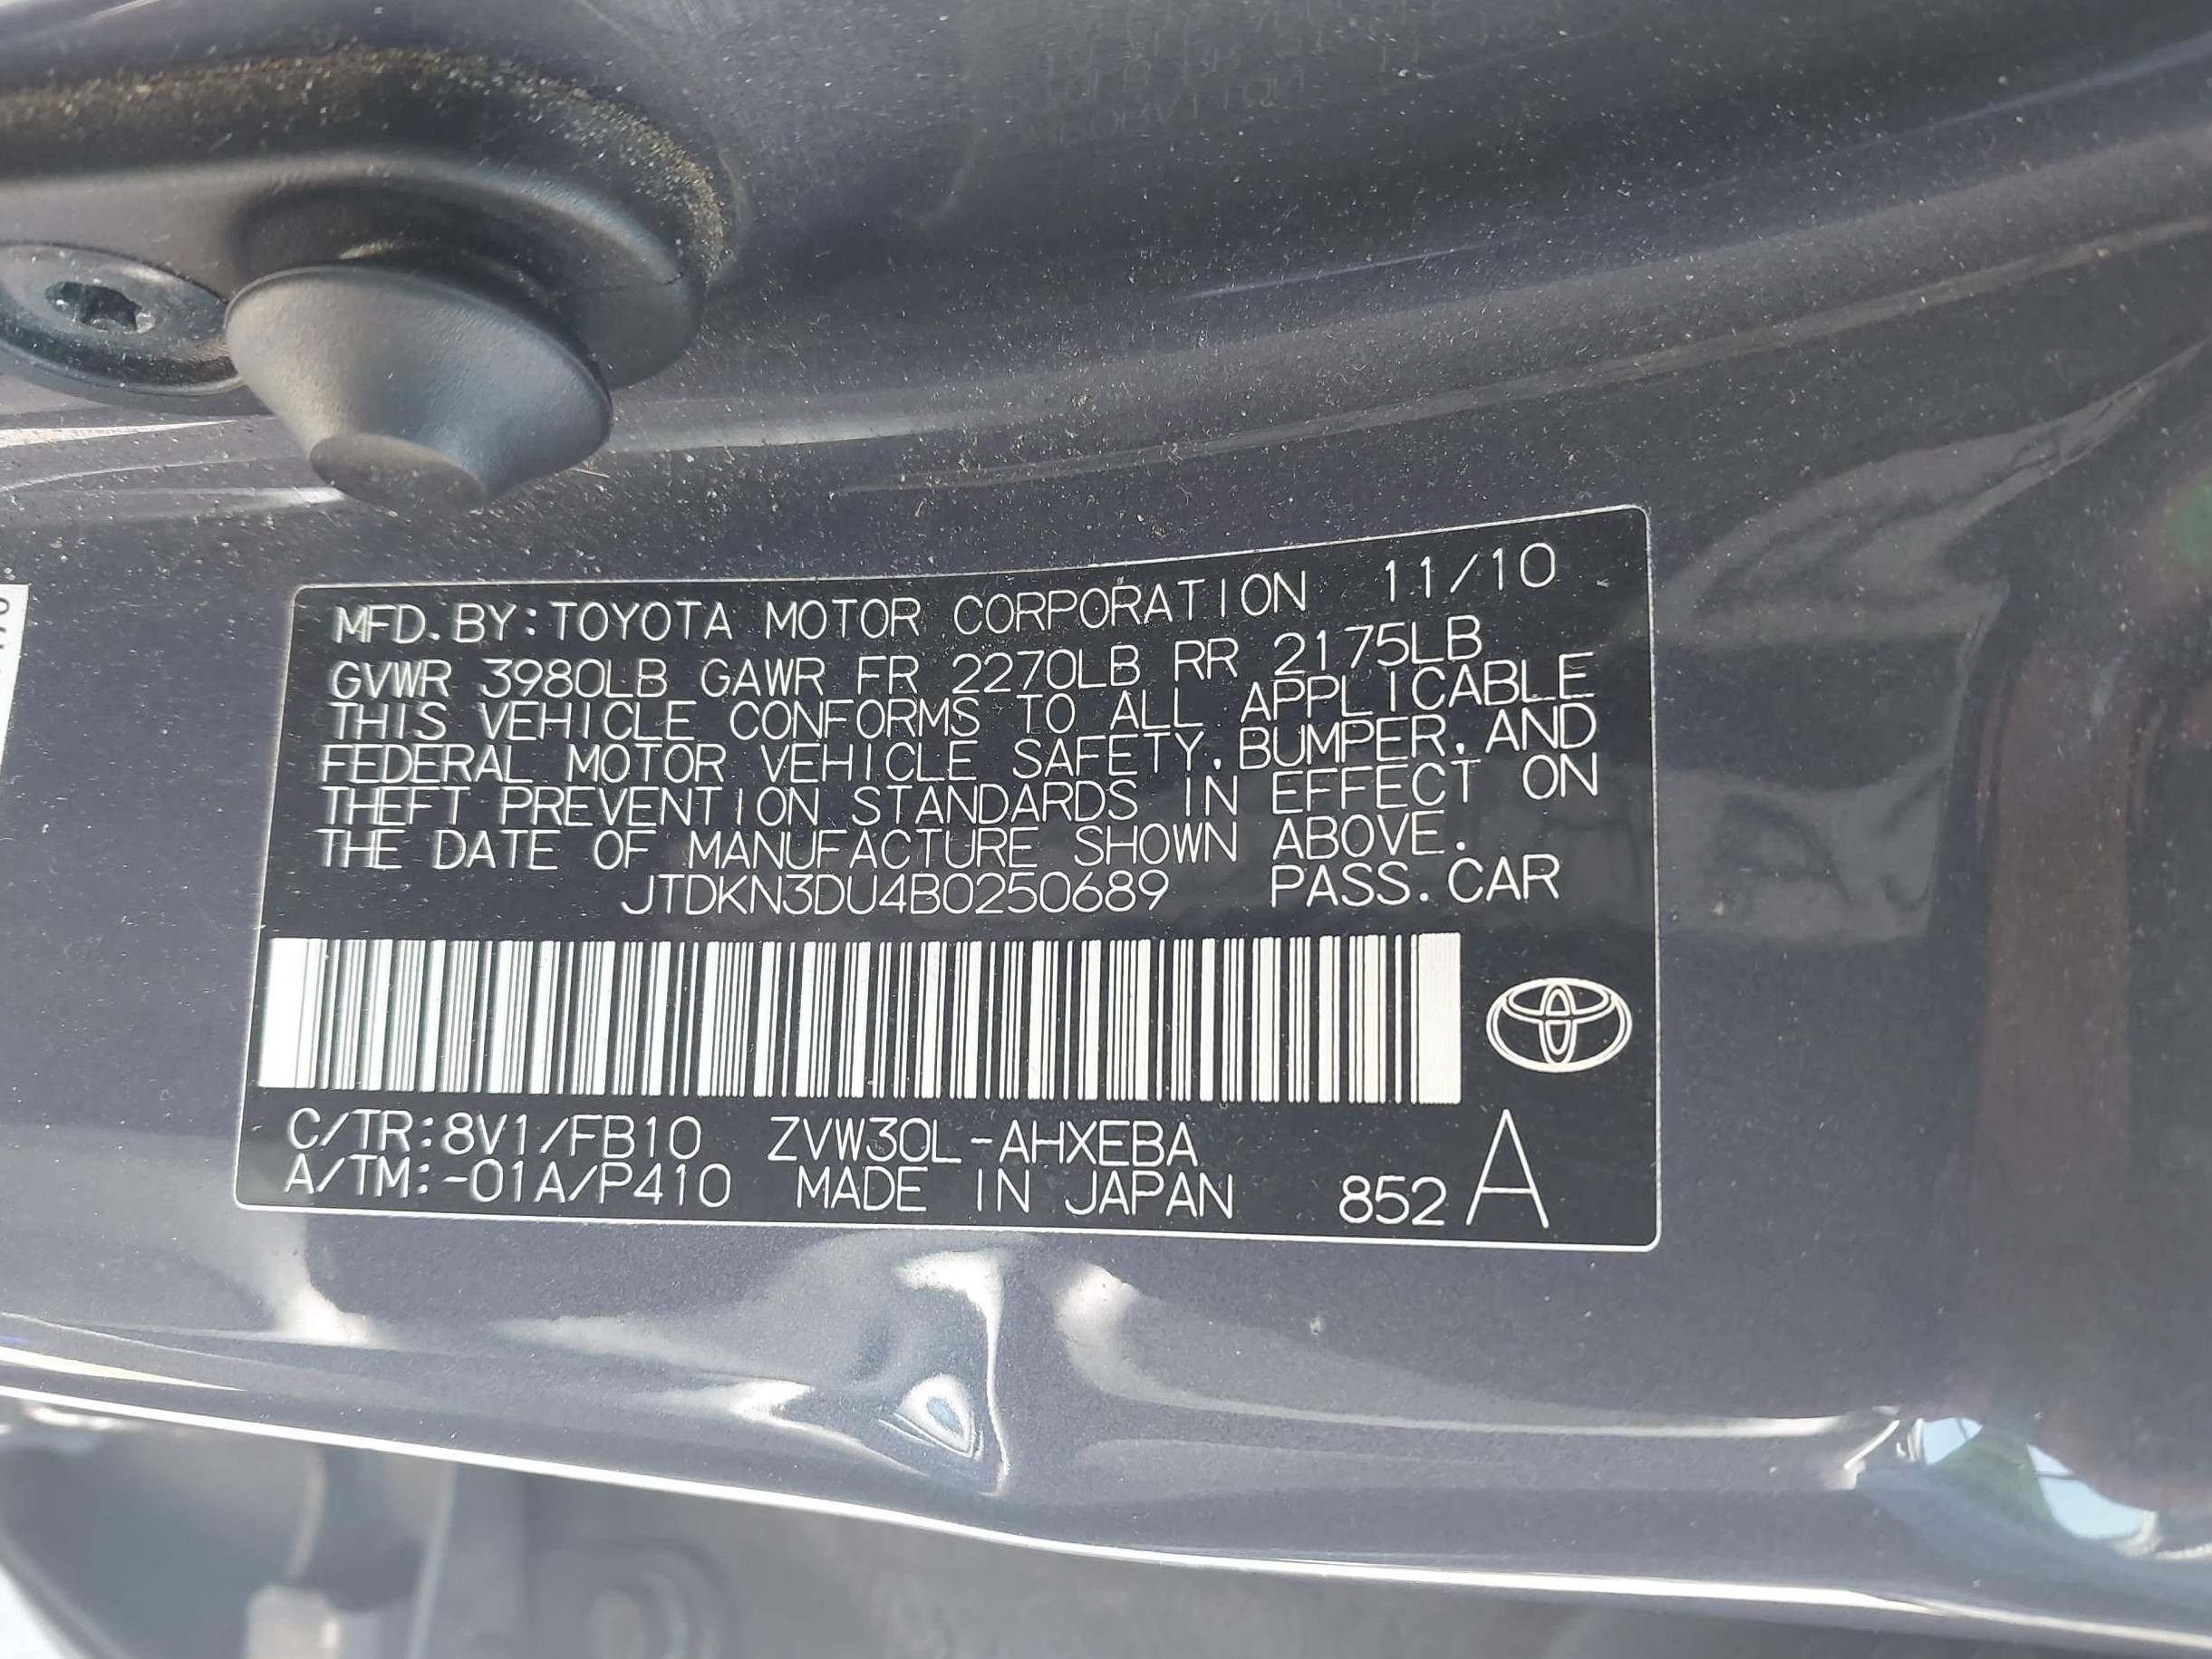 MFD. BY: TOYOTA MOTOR CORPORATION 11/10
GVWR 3980LB GAWR FR 2270LB RR 2175LB
THIS VEHICLE CONFORMS TO ALL APPLICABLE
FEDERAL MOTOR VEHICLE SAFETY, BUMPER, AND
THEFT PREVENTION STANDARDS IN EFFECT ON
THE DATE OF MANUFACTURE SHOWN ABOVE.
JTDKN3DU4B0250689 PASS. CAR
C/TR: 8V1/FB10 ZVW30L-AHXEBA
A/TM: -01A/P410 MADE IN JAPAN 852 A